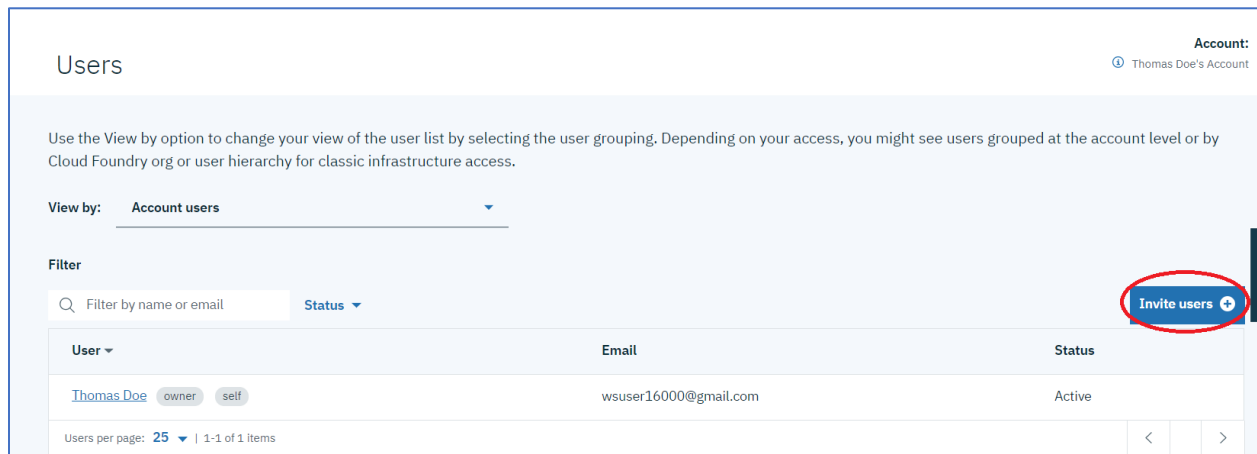 Users
Account:
Thomas Doe's Account
Use the View by option to change your view of the user list by selecting the user grouping. Depending on your access, you might see users grouped at the account level or by
Cloud Foundry org or user hierarchy for classic infrastructure access.
View by: Account users
Filter
Filter by name or email Status Invite users
User Email Status
Thomas Doe owner self wsuser16000@gmail.com Active
Users per page: 25 | 1-1 of 1 items